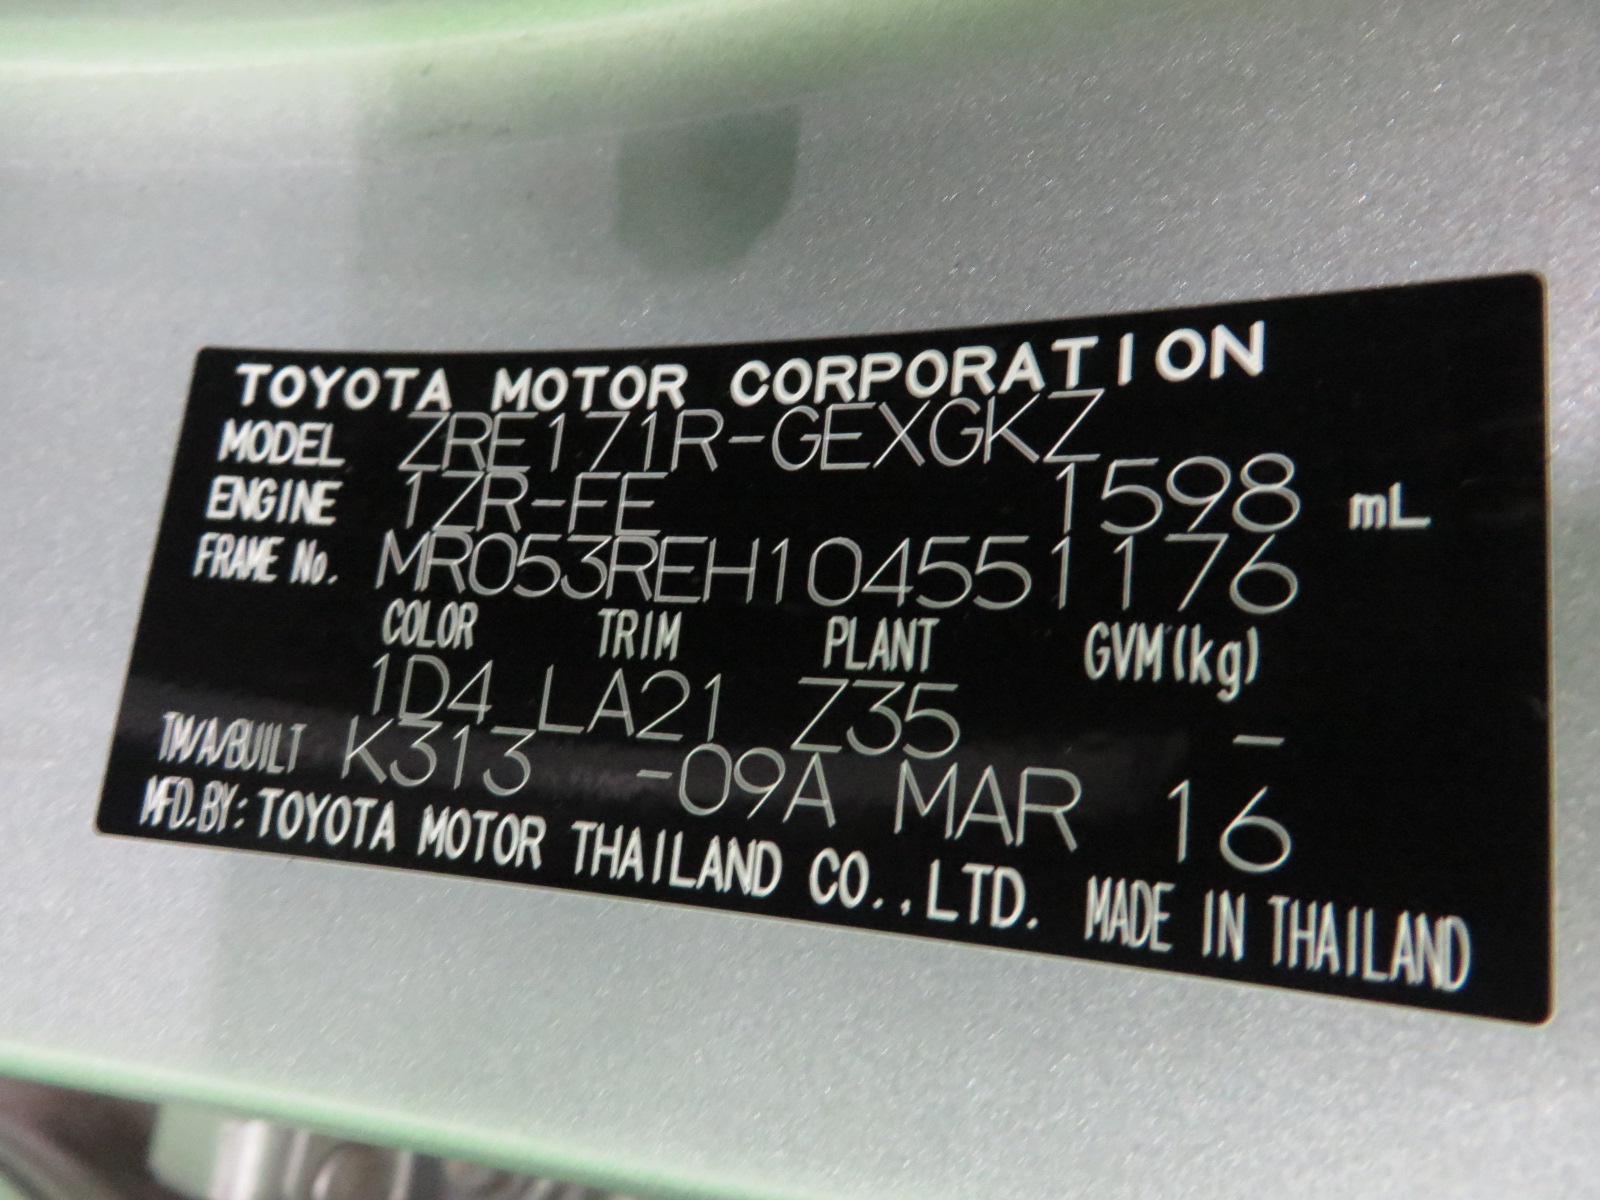 TOYOTA MOTOR CORPORATION
MODEL ZRE171R-GEXGKZ
ENGINE 1ZR-FE 1598 mL
FRAME No. MR053REH104551176
COLOR TRIM PLANT GVM(kg)
1D4 LA21 Z35 -
TM/A/BUILT K313 -09A MAR 16
MFD.BY: TOYOTA MOTOR THAILAND CO.,LTD. MADE IN THAILAND